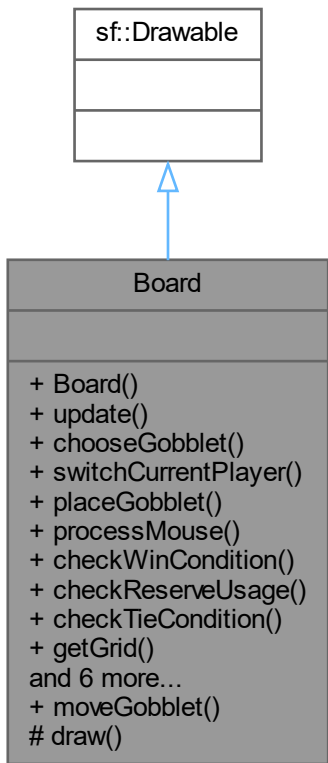 sf::Drawable
Board
+ Board()
+ update()
+ chooseGobblet()
+ switchCurrentPlayer()
+ placeGobblet()
+ processMouse()
+ checkWinCondition()
+ checkReserveUsage()
+ checkTieCondition()
+ getGrid()
and 6 more...
+ moveGobblet()
# draw()